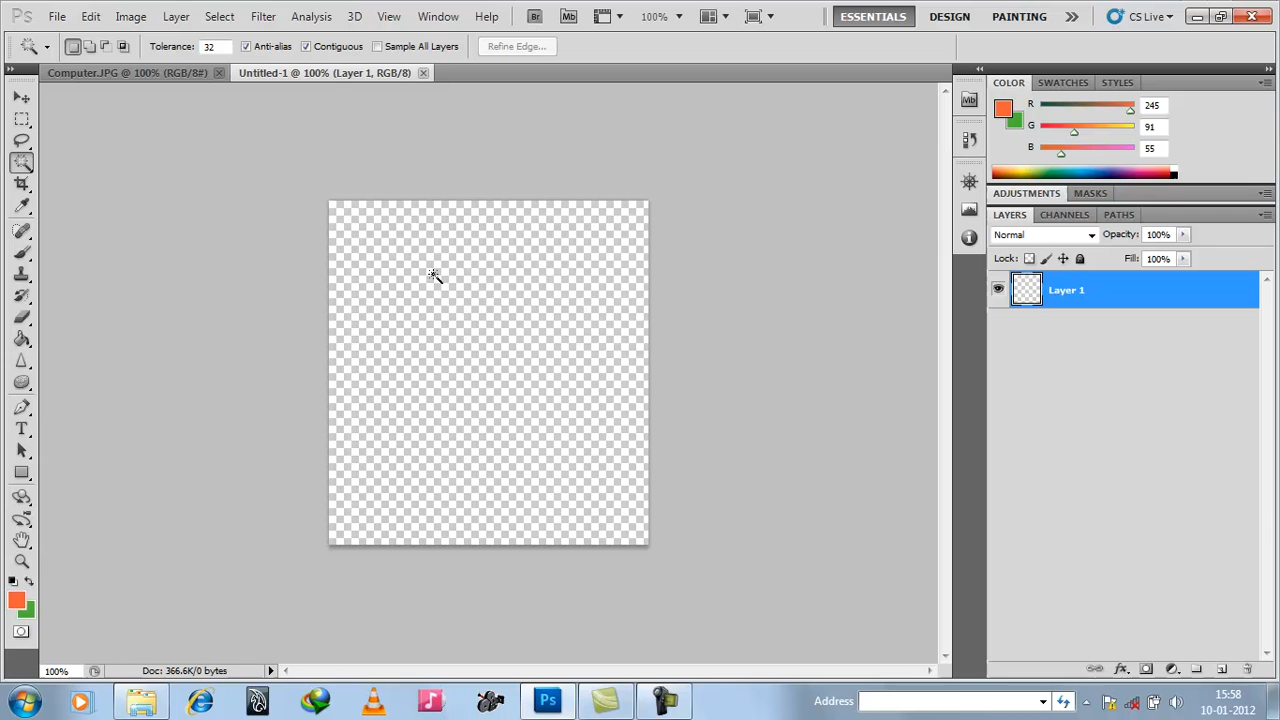 Ps File Edit Image Layer Select Filter Analysis 3D View Window Help Br Mb 100% ESSENTIALS DESIGN PAINTING CS Live
Tolerance: 32 Anti-alias Contiguous Sample All Layers Refine Edge...
Computer.JPG @ 100% (RGB/8#) Untitled-1 @ 100% (Layer 1, RGB/8)
COLOR SWATCHES STYLES
Mb
R 245
G 91
B 55
ADJUSTMENTS MASKS
LAYERS CHANNELS PATHS
Normal Opacity: 100%
Lock: Fill: 100%
Layer 1
T
100% Doc: 366.6K/0 bytes
fx
Ps
Address
15:58
10-01-2012